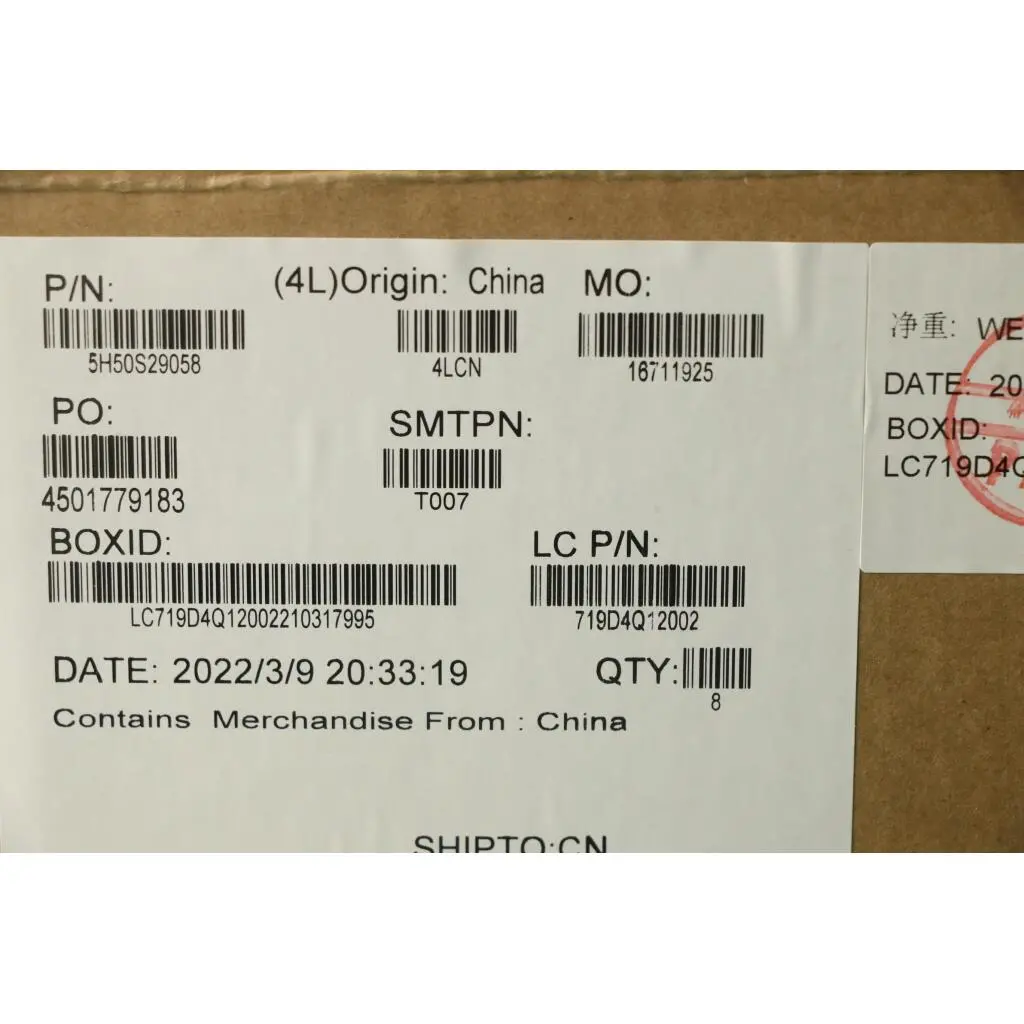 P/N: (4L)Origin: China MO:
5H50S29058 4LCN 16711925
PO: SMTPN:
4501779183 T007
BOXID: LC P/N:
LC719D4Q12002210317995 719D4Q12002
DATE: 2022/3/9 20:33:19 QTY:
8
Contains Merchandise From : China
SHIPTO:CN
净重: WE
DATE: 20
BOXID:
LC719D4Q